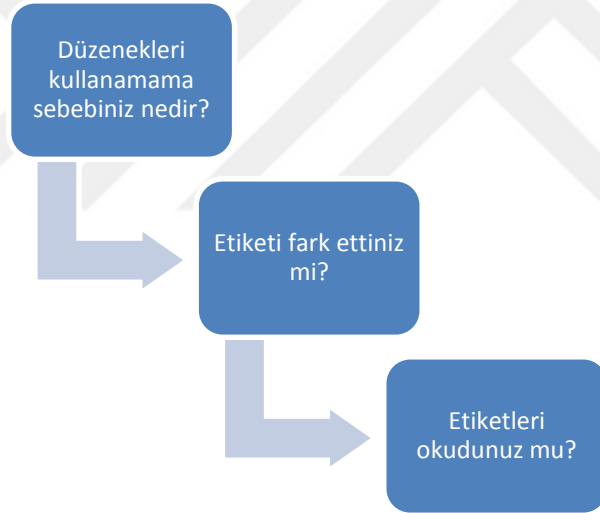 Düzenekleri
kullanamama
sebebiniz nedir?
Etiketi fark ettiniz
mi?
Etiketleri
okudunuz mu?